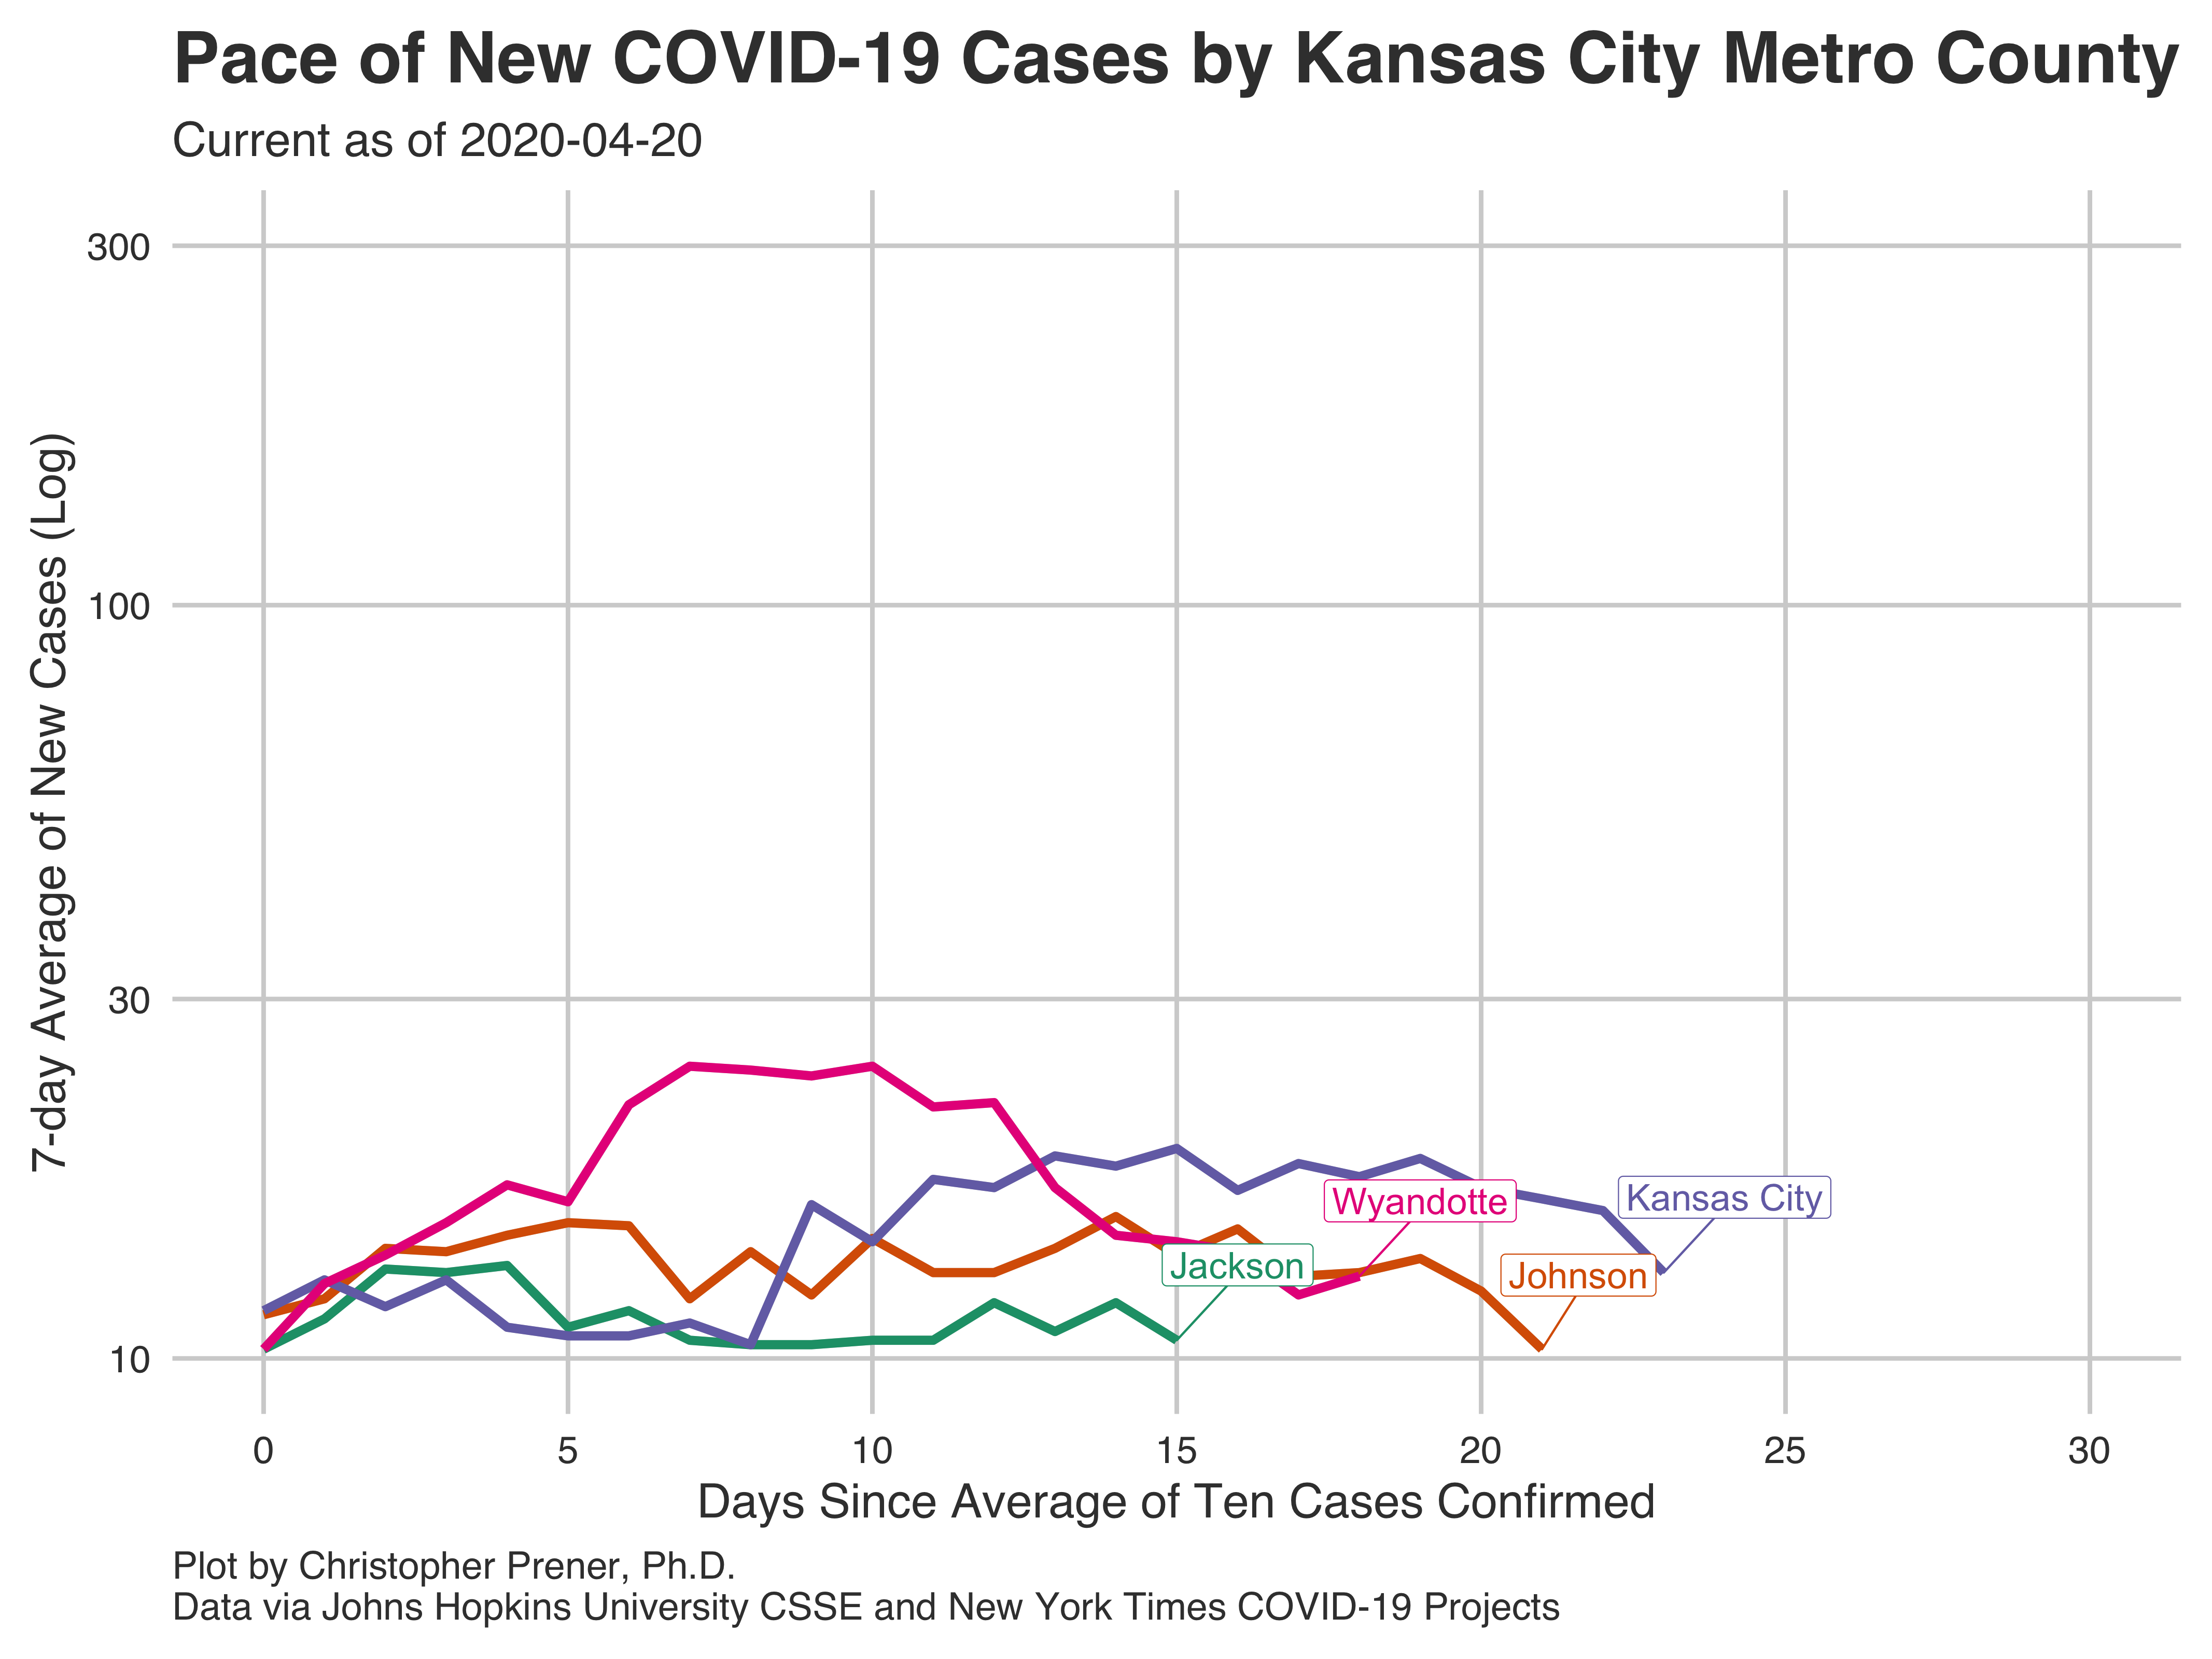 Pace of New COVID-19 Cases by Kansas City Metro County
Current as of 2020-04-20
7-day Average of New Cases (Log)
300
100
30
10
Wyandotte
Kansas City
Jackson
Johnson
0 5 10 15 20 25 30
Days Since Average of Ten Cases Confirmed
Plot by Christopher Prener, Ph.D.
Data via Johns Hopkins University CSSE and New York Times COVID-19 Projects